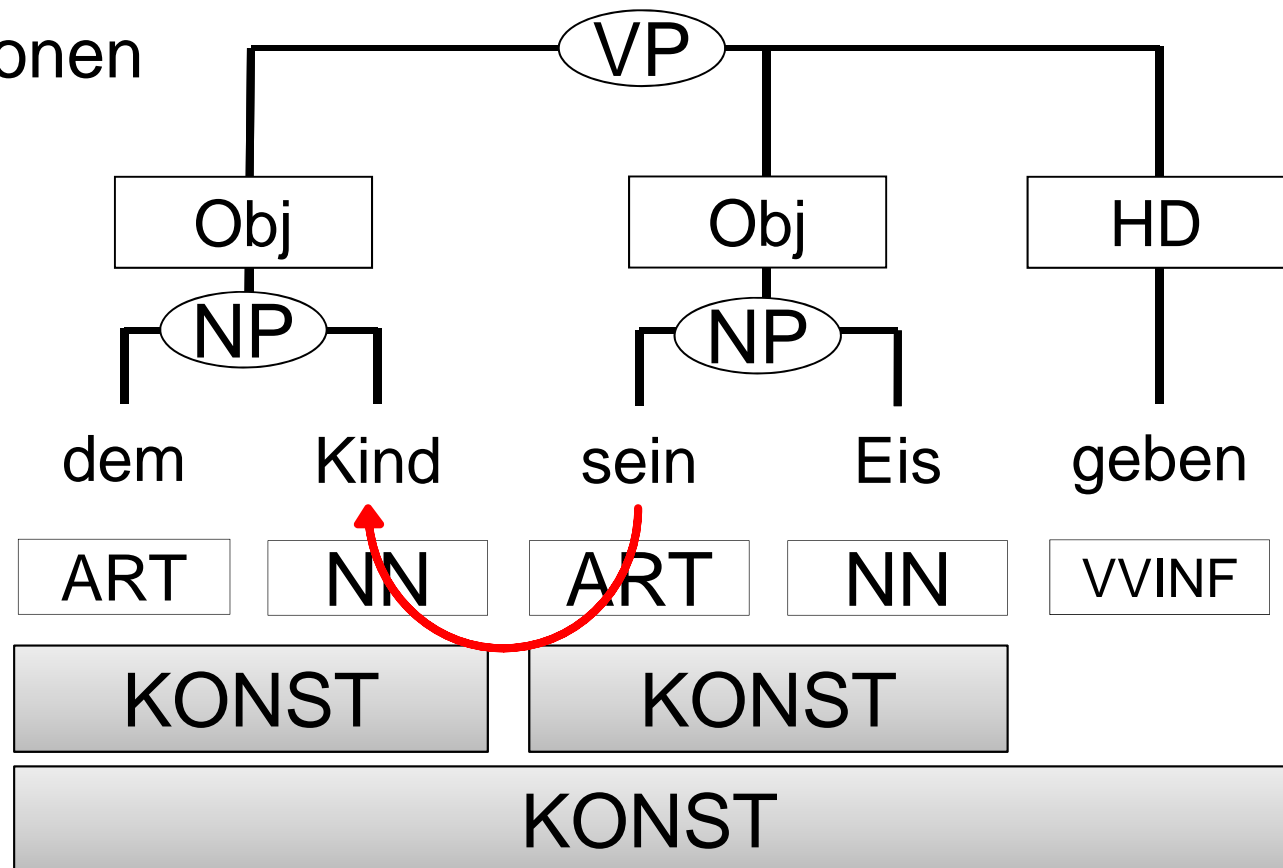 onen
VP
Obj Obj HD
NP NP
dem Kind sein Eis geben
ART NN ART NN VVINF
KONST KONST
KONST